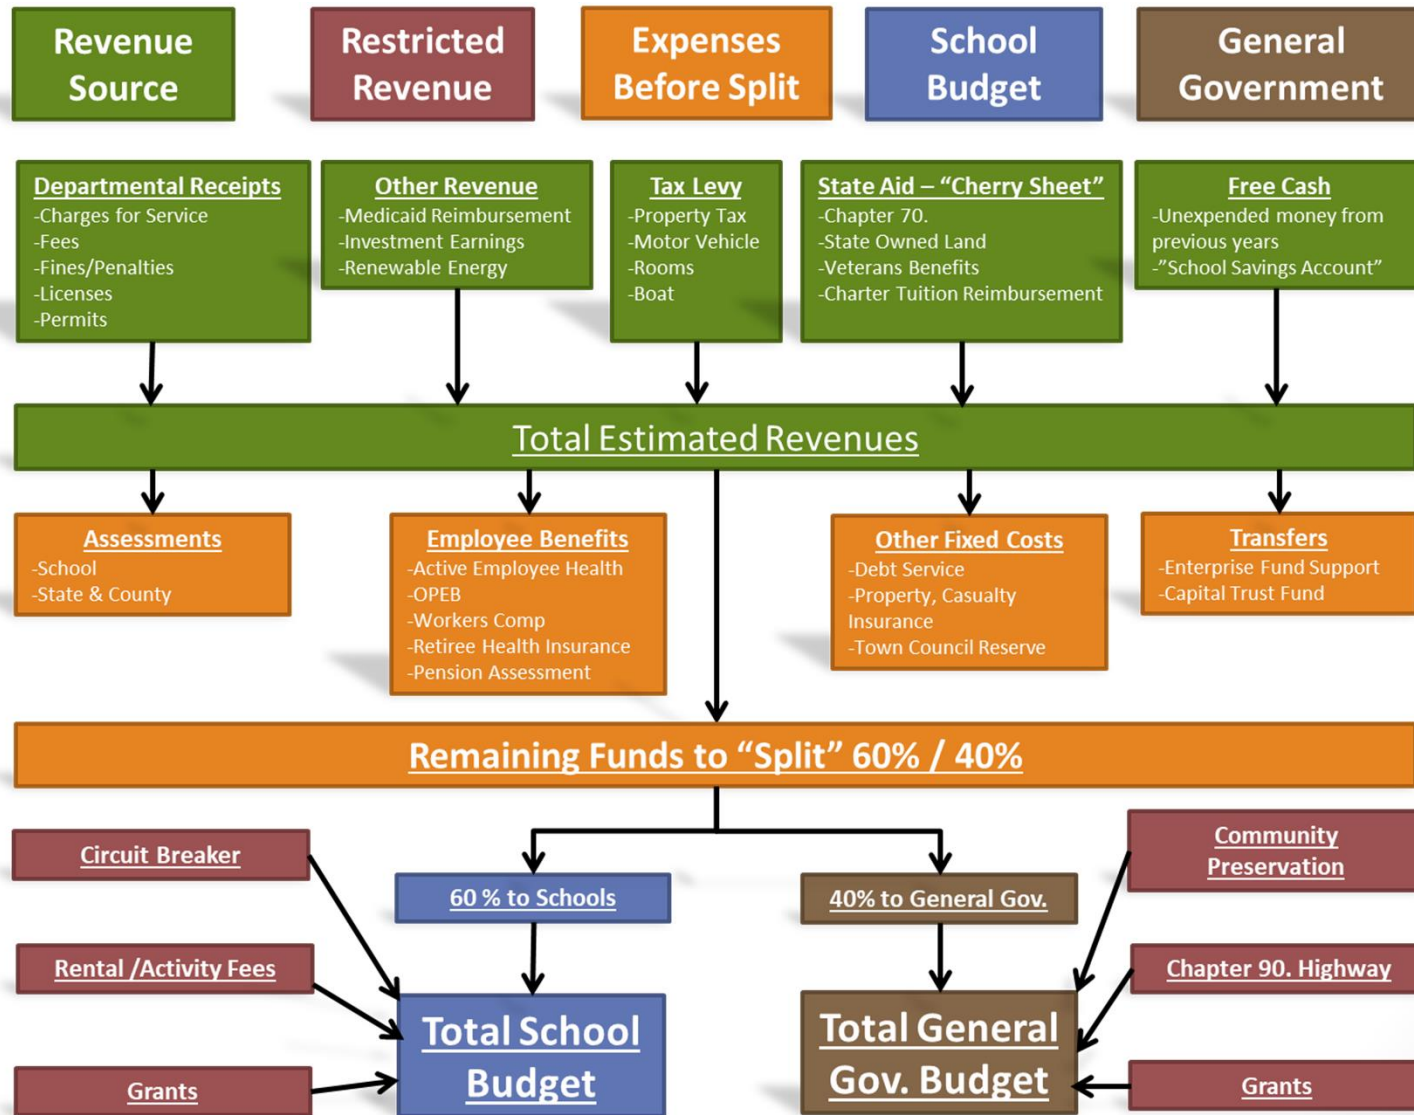 Revenue
Source
Restricted
Revenue
Expenses
Before Split
School
Budget
General
Government
Departmental Receipts
-Charges for Service
-Fees
-Fines/Penalties
-Licenses
-Permits
Other Revenue
-Medicaid Reimbursement
-Investment Earnings
-Renewable Energy
Tax Levy
-Property Tax
-Motor Vehicle
-Rooms
-Boat
State Aid – “Cherry Sheet”
-Chapter 70.
-State Owned Land
-Veterans Benefits
-Charter Tuition Reimbursement
Free Cash
-Unexpended money from
previous years
-”School Savings Account”
Total Estimated Revenues
Assessments
-School
-State & County
Employee Benefits
-Active Employee Health
-OPEB
-Workers Comp
-Retiree Health Insurance
-Pension Assessment
Other Fixed Costs
-Debt Service
-Property, Casualty
Insurance
-Town Council Reserve
Transfers
-Enterprise Fund Support
-Capital Trust Fund
Remaining Funds to “Split” 60% / 40%
Circuit Breaker
60 % to Schools
40% to General Gov.
Community
Preservation
Rental /Activity Fees
Chapter 90. Highway
Total School
Budget
Total General
Gov. Budget
Grants
Grants